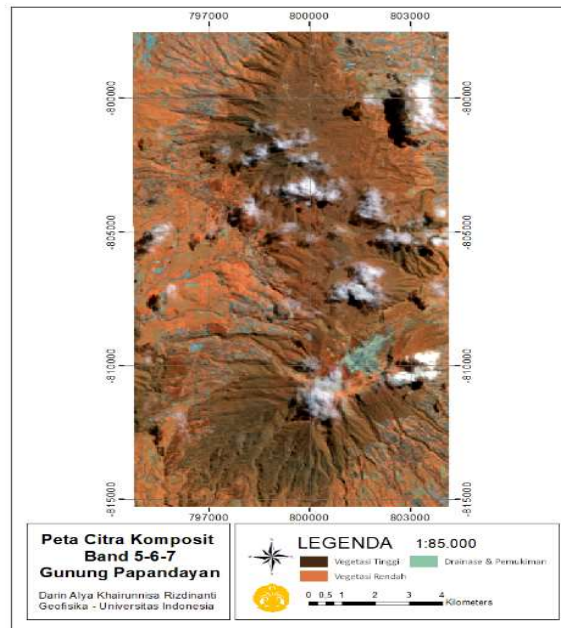 797000 800000 803000
-800000 -800000
-805000 -805000
-810000 -810000
-815000 -815000
797000 800000 803000
Peta Citra Komposit
Band 5-6-7
Gunung Papandayan
Darin Alya Khairunnisa Rizdinanti
Geofisika - Universitas Indonesia
LEGENDA 1:85.000
Vegetasi Tinggi Drainase & Pemukiman
Vegetasi Rendah
0 0.5 1 2 3 4
Kilometers